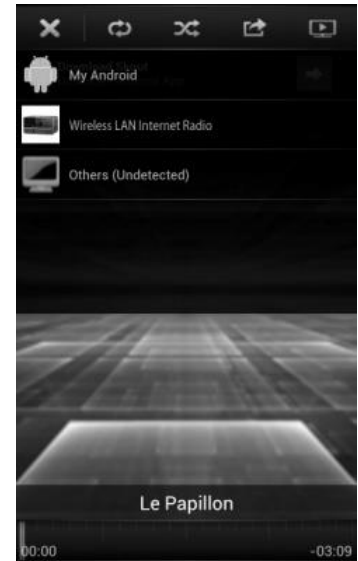 My Android
Wireless LAN Internet Radio
Others (Undetected)
Le Papillon
00:00
-03:09